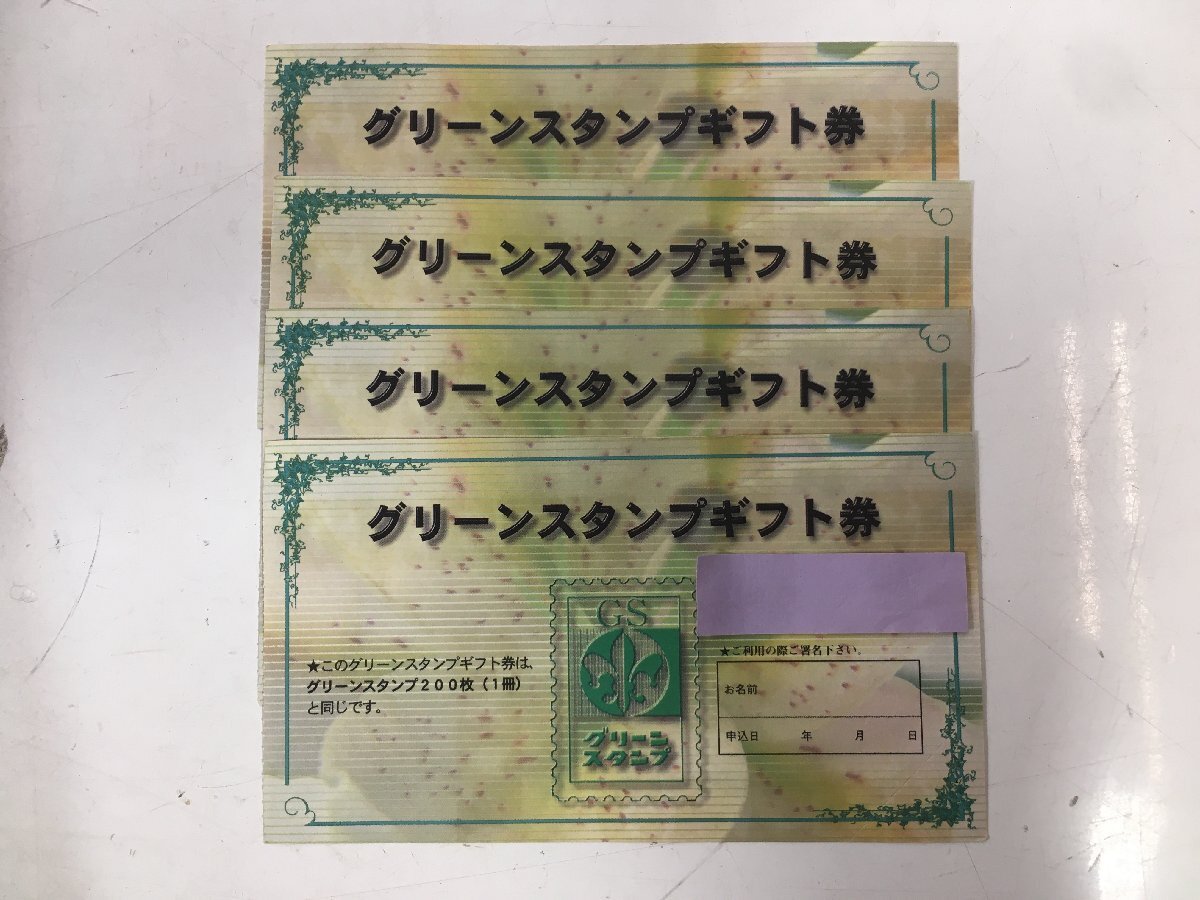 グリーンスタンプギフト券
グリーンスタンプギフト券
グリーンスタンプギフト券
グリーンスタンプギフト券
★このグリーンスタンプギフト券は、
グリーンスタンプ２００枚（１冊）
と同じです。
GS
グリーン
スタンプ
★ご利用の際ご署名下さい。
お名前
申込日　年　月　日